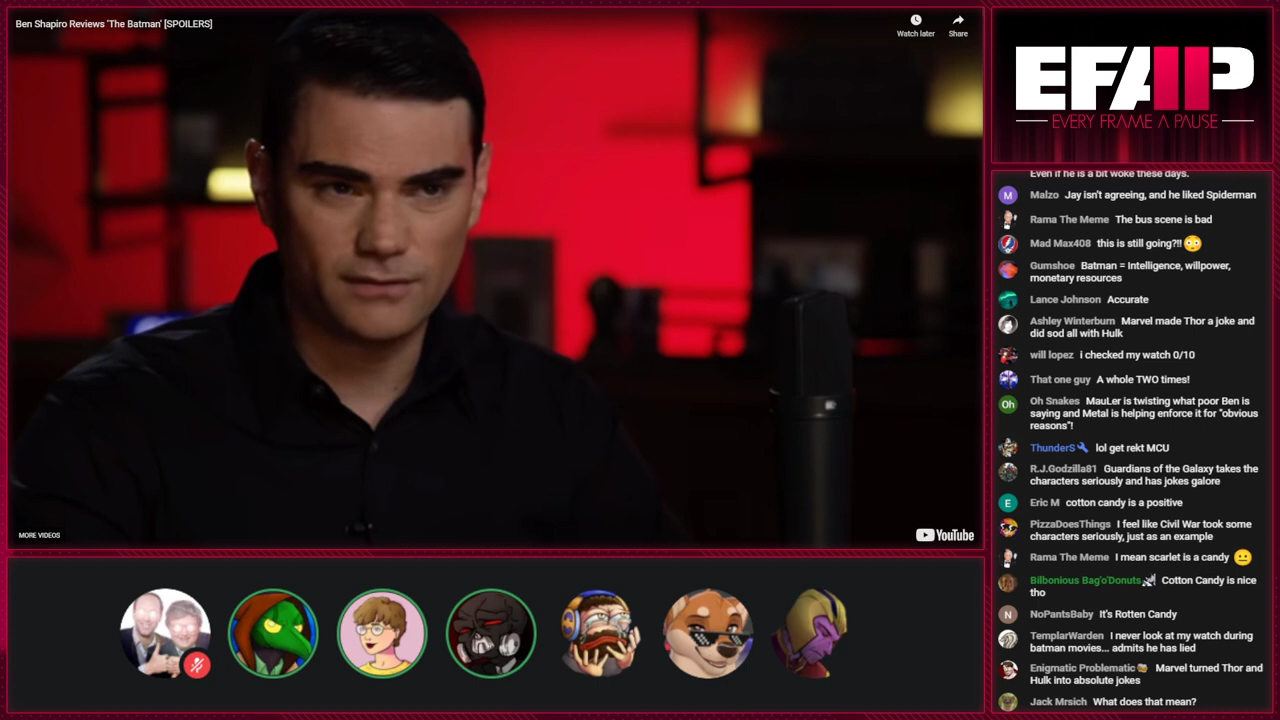 Ben Shapiro Reviews 'The Batman' [SPOILERS]
Watch later
Share
MORE VIDEOS
YouTube
EFAP
EVERY FRAME A PAUSE
Even if he is a bit woke these days.
M Malzo Jay isn't agreeing, and he liked Spiderman
Rama The Meme The bus scene is bad
Mad Max408 this is still going?!!
Gumshoe Batman = Intelligence, willpower,
monetary resources
Lance Johnson Accurate
Ashley Winterburn Marvel made Thor a joke and
did sod all with Hulk
will lopez i checked my watch 0/10
That one guy A whole TWO times!
Oh Oh Snakes MauLer is twisting what poor Ben is
saying and Metal is helping enforce it for "obvious
reasons"!
ThunderS lol get rekt MCU
R.J.Godzilla81 Guardians of the Galaxy takes the
characters seriously and has jokes galore
E Eric M cotton candy is a positive
PizzaDoesThings I feel like Civil War took some
characters seriously, just as an example
Rama The Meme I mean scarlet is a candy 😐
Bilbonious Bag'o'Donuts Cotton Candy is nice
tho
N NoPantsBaby It's Rotten Candy
TemplarWarden I never look at my watch during
batman movies... admits he has lied
Enigmatic Problematic Marvel turned Thor and
Hulk into absolute jokes
Jack Mrsich What does that mean?